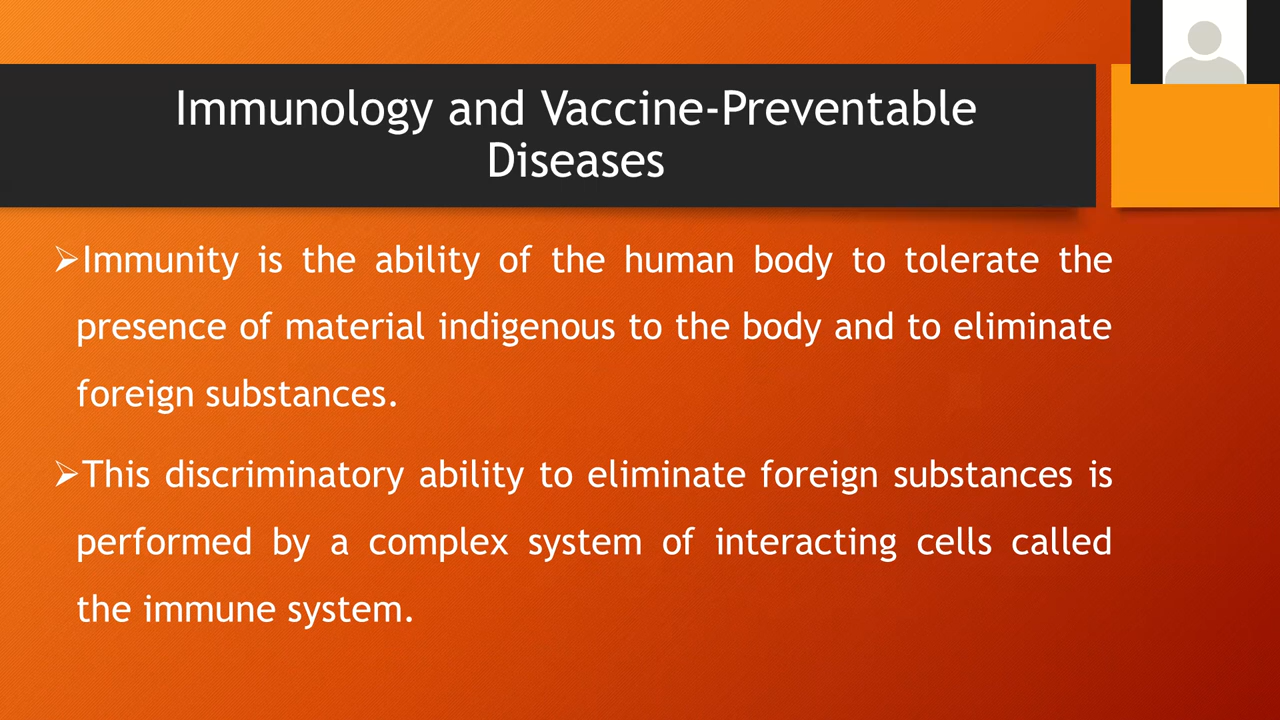 Immunology and Vaccine-Preventable
Diseases
➢Immunity is the ability of the human body to tolerate the
presence of material indigenous to the body and to eliminate
foreign substances.
➢This discriminatory ability to eliminate foreign substances is
performed by a complex system of interacting cells called
the immune system.